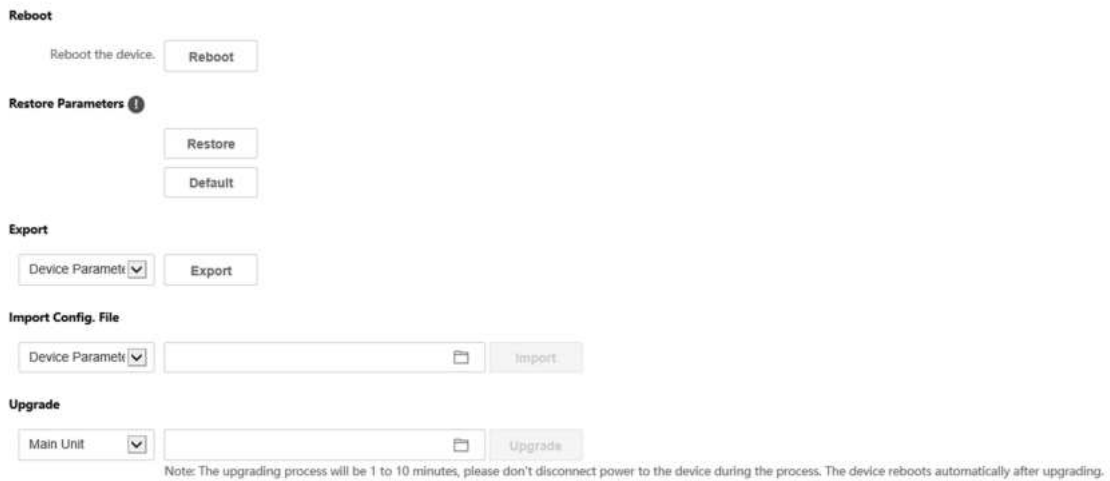 Reboot
Reboot the device. Reboot
Restore Parameters !
Restore
Default
Export
Device Paramete Export
Import Config. File
Device Paramete Import
Upgrade
Main Unit Upgrade
Note: The upgrading process will be 1 to 10 minutes, please don't disconnect power to the device during the process. The device reboots automatically after upgrading.